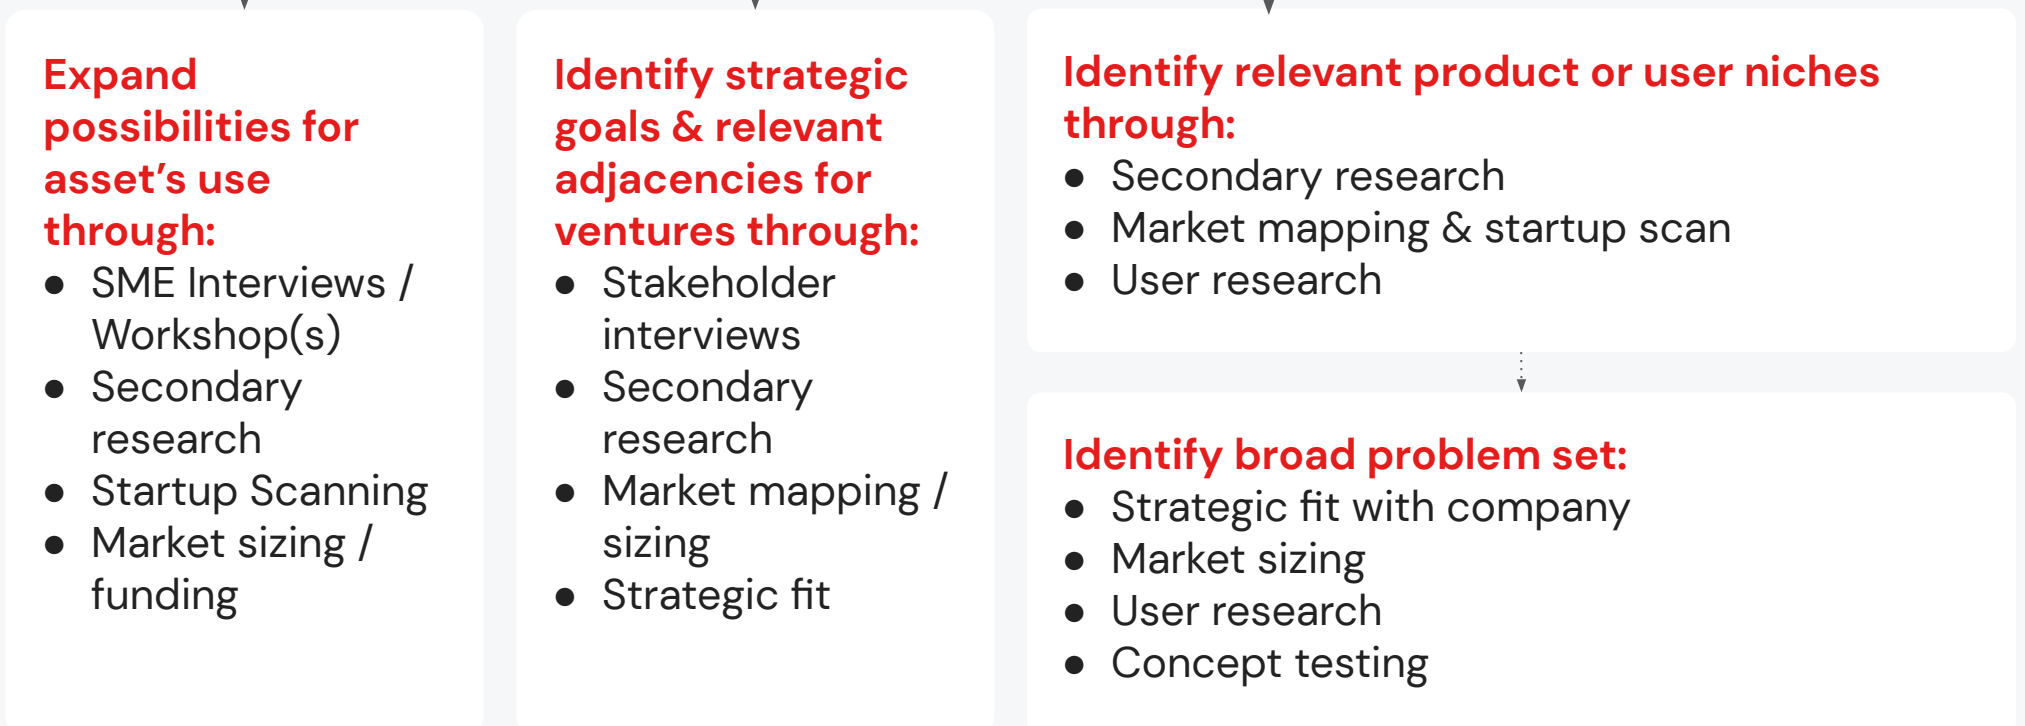 Expand
possibilities for
asset’s use
through:
● SME Interviews /
Workshop(s)
● Secondary
research
● Startup Scanning
● Market sizing /
funding
Identify strategic
goals & relevant
adjacencies for
ventures through:
● Stakeholder
interviews
● Secondary
research
● Market mapping /
sizing
● Strategic fit
Identify relevant product or user niches
through:
● Secondary research
● Market mapping & startup scan
● User research
Identify broad problem set:
● Strategic fit with company
● Market sizing
● User research
● Concept testing